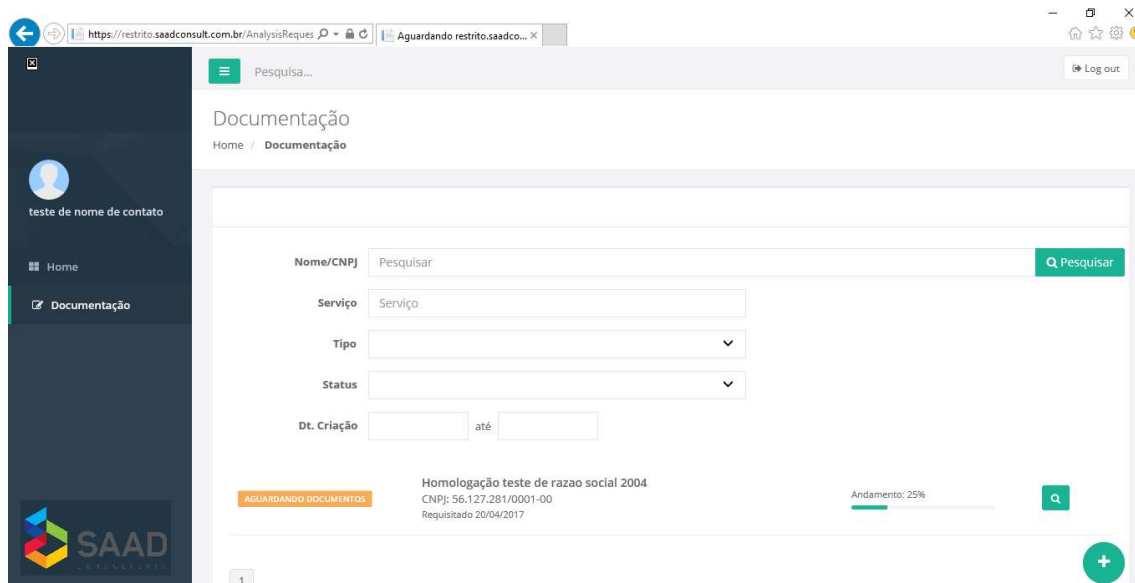 https://restrito.saadconsult.com.br/AnalysisReques
Aguardando restrito.saadco...
Pesquisa...
Log out
Documentação
Home / Documentação
teste de nome de contato
Home
Documentação
Nome/CNPJ Pesquisar Pesquisar
Serviço Serviço
Tipo
Status
Dt. Criação até
AGUARDANDO DOCUMENTOS
Homologação teste de razao social 2004
CNPJ: 56.127.281/0001-00
Requisitado 20/04/2017
Andamento: 25%
SAAD
1